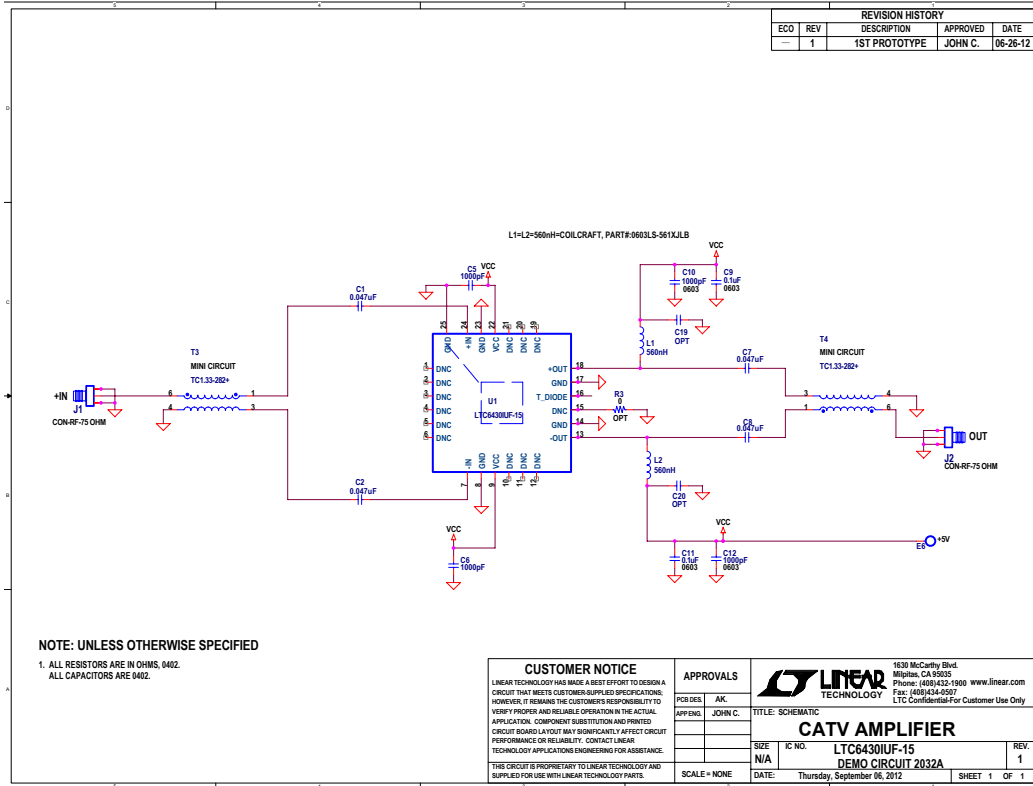 REVISION HISTORY
ECO REV DESCRIPTION APPROVED DATE
— 1 1ST PROTOTYPE JOHN C. 06-26-12
L1=L2=560nH=COILCRAFT, PART#:0603LS-561XJLB
VCC
C5
1000pF
VCC
C10
1000pF
0603
C9
0.1uF
0603
C1
0.047uF
25 24 23 22 21 20 19
GND +IN GND VCC DNC DNC DNC
C19
OPT
L1
560nH
T3
MINI CIRCUIT
TC1.33-282+
T4
MINI CIRCUIT
TC1.33-282+
C7
0.047uF
1 DNC
2 DNC
3 DNC
4 DNC
5 DNC
6 DNC
+OUT 18
GND 17
T_DIODE 16
DNC 15
GND 14
-OUT 13
U1
LTC6430IUF-15
R3
0
OPT
+IN
J1
CON-RF-75 OHM
6 1
4 3
3 4
1 6
C8
0.047uF
OUT
J2
CON-RF-75 OHM
-IN GND VCC DNC DNC DNC
7 8 9 10 11 12
L2
560nH
C20
OPT
C2
0.047uF
VCC
C6
1000pF
VCC
C11
0.1uF
0603
C12
1000pF
0603
E6
+5V
NOTE: UNLESS OTHERWISE SPECIFIED
1. ALL RESISTORS ARE IN OHMS, 0402.
ALL CAPACITORS ARE 0402.
CUSTOMER NOTICE
LINEAR TECHNOLOGY HAS MADE A BEST EFFORT TO DESIGN A
CIRCUIT THAT MEETS CUSTOMER-SUPPLIED SPECIFICATIONS;
HOWEVER, IT REMAINS THE CUSTOMER'S RESPONSIBILITY TO
VERIFY PROPER AND RELIABLE OPERATION IN THE ACTUAL
APPLICATION. COMPONENT SUBSTITUTION AND PRINTED
CIRCUIT BOARD LAYOUT MAY SIGNIFICANTLY AFFECT CIRCUIT
PERFORMANCE OR RELIABILITY. CONTACT LINEAR
TECHNOLOGY APPLICATIONS ENGINEERING FOR ASSISTANCE.
THIS CIRCUIT IS PROPRIETARY TO LINEAR TECHNOLOGY AND
SUPPLIED FOR USE WITH LINEAR TECHNOLOGY PARTS.
APPROVALS
PCB DES. AK.
APP ENG. JOHN C.
SCALE = NONE
LINEAR
TECHNOLOGY
1630 McCarthy Blvd.
Milpitas, CA 95035
Phone: (408)432-1900 www.linear.com
Fax: (408)434-0507
LTC Confidential-For Customer Use Only
TITLE: SCHEMATIC
CATV AMPLIFIER
SIZE
N/A
IC NO.
LTC6430IUF-15
DEMO CIRCUIT 2032A
REV.
1
DATE: Thursday, September 06, 2012
SHEET 1 OF 1